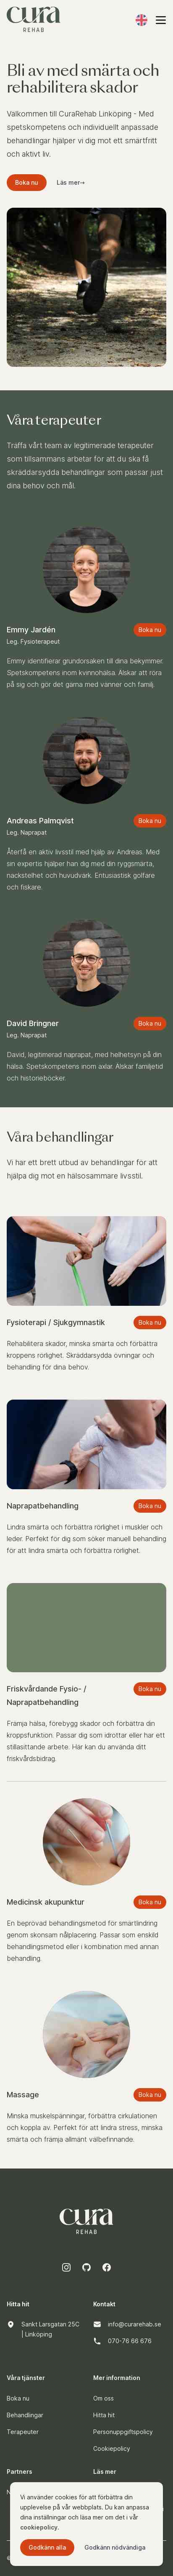 cura
REHAB
Bli av med smärta och
rehabilitera skador
Välkommen till CuraRehab Linköping - Med
spetskompetens och individuellt anpassade
behandlingar hjälper vi dig mot ett smärtfritt
och aktivt liv.
Boka nu
Läs mer→
Våra terapeuter
Träffa vårt team av legitimerade terapeuter
som tillsammans arbetar för att du ska få
skräddarsydda behandlingar som passar just
dina behov och mål.
Emmy Jardén
Boka nu
Leg. Fysioterapeut
Emmy identifierar grundorsaken till dina bekymmer.
Spetskompetens inom kvinnohälsa. Älskar att röra
på sig och gör det gärna med vänner och familj.
Andreas Palmqvist
Boka nu
Leg. Naprapat
Återfå en aktiv livsstil med hjälp av Andreas. Med
sin expertis hjälper han dig med din ryggsmärta,
nackstelhet och huvudvärk. Entusiastisk golfare
och fiskare.
David Bringner
Boka nu
Leg. Naprapat
David, legitimerad naprapat, med helhetsyn på din
hälsa. Spetskompetens inom axlar. Älskar familjetid
och historieböcker.
Våra behandlingar
Vi har ett brett utbud av behandlingar för att
hjälpa dig mot en hälsosammare livsstil.
Fysioterapi / Sjukgymnastik
Boka nu
Rehabilitera skador, minska smärta och förbättra
kroppens rörlighet. Skräddarsydda övningar och
behandling för dina behov.
Naprapatbehandling
Boka nu
Lindra smärta och förbättra rörlighet i muskler och
leder. Perfekt för dig som söker manuell behandling
för att lindra smärta och förbättra rörlighet.
Friskvårdande Fysio- /
Naprapatbehandling
Boka nu
Främja hälsa, förebygg skador och förbättra din
kroppsfunktion. Passar dig som idrottar eller har ett
stillasittande arbete. Här kan du använda ditt
friskvårdsbidrag.
Medicinsk akupunktur
Boka nu
En beprövad behandlingsmetod för smärtlindring
genom skonsam nålplacering. Passar som enskild
behandlingsmetod eller i kombination med annan
behandling.
Massage
Boka nu
Minska muskelspänningar, förbättra cirkulationen
och koppla av. Perfekt för att lindra stress, minska
smärta och främja allmänt välbefinnande.
cura
REHAB
Hitta hit
Kontakt
Sankt Larsgatan 25C
| Linköping
info@curarehab.se
070-76 66 676
Våra tjänster
Mer information
Boka nu
Om oss
Behandlingar
Hitta hit
Terapeuter
Personuppgiftspolicy
Cookiepolicy
Partners
Läs mer
Vi använder cookies för att förbättra din
upplevelse på vår webbplats. Du kan anpassa
dina inställningar och läsa mer om det i vår
cookiepolicy.
Godkänn alla
Godkänn nödvändiga